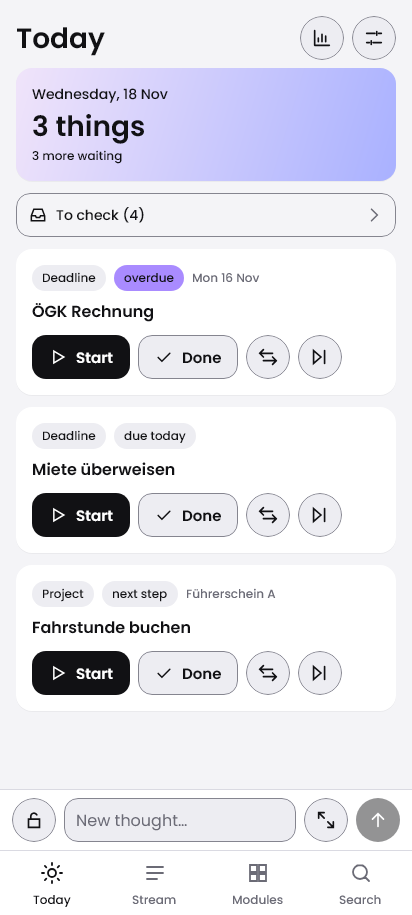 Today
Wednesday, 18 Nov
3 things
3 more waiting
To check (4)
Deadline overdue Mon 16 Nov
ÖGK Rechnung
Start Done
Deadline due today
Miete überweisen
Start Done
Project next step Führerschein A
Fahrstunde buchen
Start Done
New thought...
Today Stream Modules Search